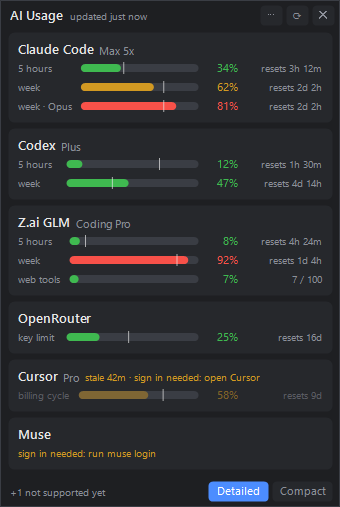 AI Usage updated just now ... ⟳ ✕
Claude Code Max 5x
5 hours 34% resets 3h 12m
week 62% resets 2d 2h
week · Opus 81% resets 2d 2h
Codex Plus
5 hours 12% resets 1h 30m
week 47% resets 4d 14h
Z.ai GLM Coding Pro
5 hours 8% resets 4h 24m
week 92% resets 1d 4h
web tools 7% 7 / 100
OpenRouter
key limit 25% resets 16d
Cursor Pro stale 42m · sign in needed: open Cursor
billing cycle 58% resets 9d
Muse
sign in needed: run muse login
+1 not supported yet Detailed Compact